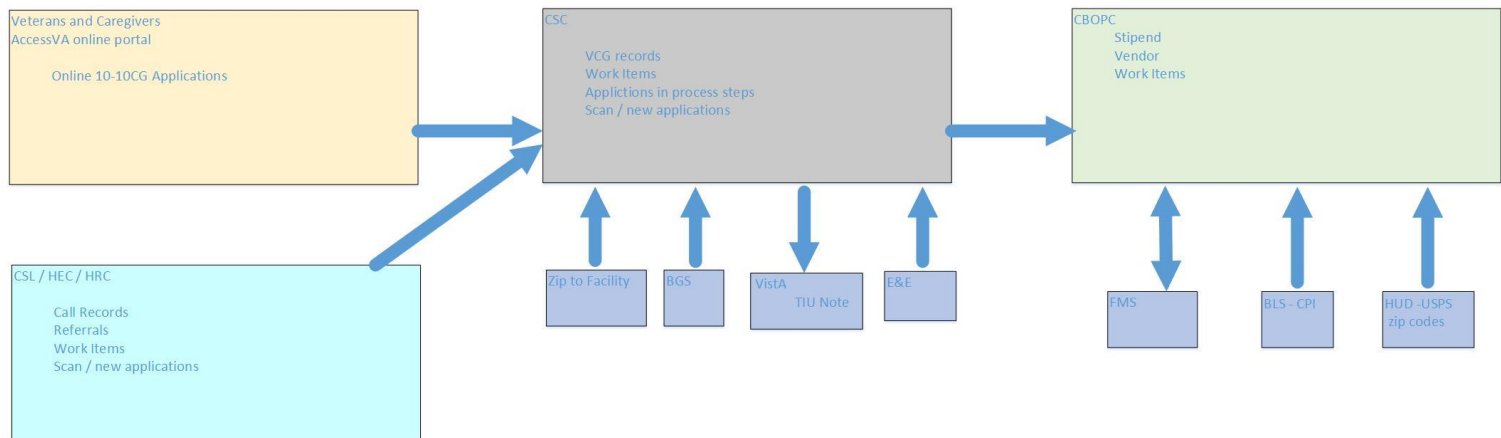 Veterans and Caregivers
AccessVA online portal
Online 10-10CG Applications
CSL / HEC / HRC
Call Records
Referrals
Work Items
Scan / new applications
CSC
VCG records
Work Items
Applictions in process steps
Scan / new applications
Zip to Facility
BGS
VistA
TIU Note
E&E
CBOPC
Stipend
Vendor
Work Items
FMS
BLS - CPI
HUD -USPS
zip codes